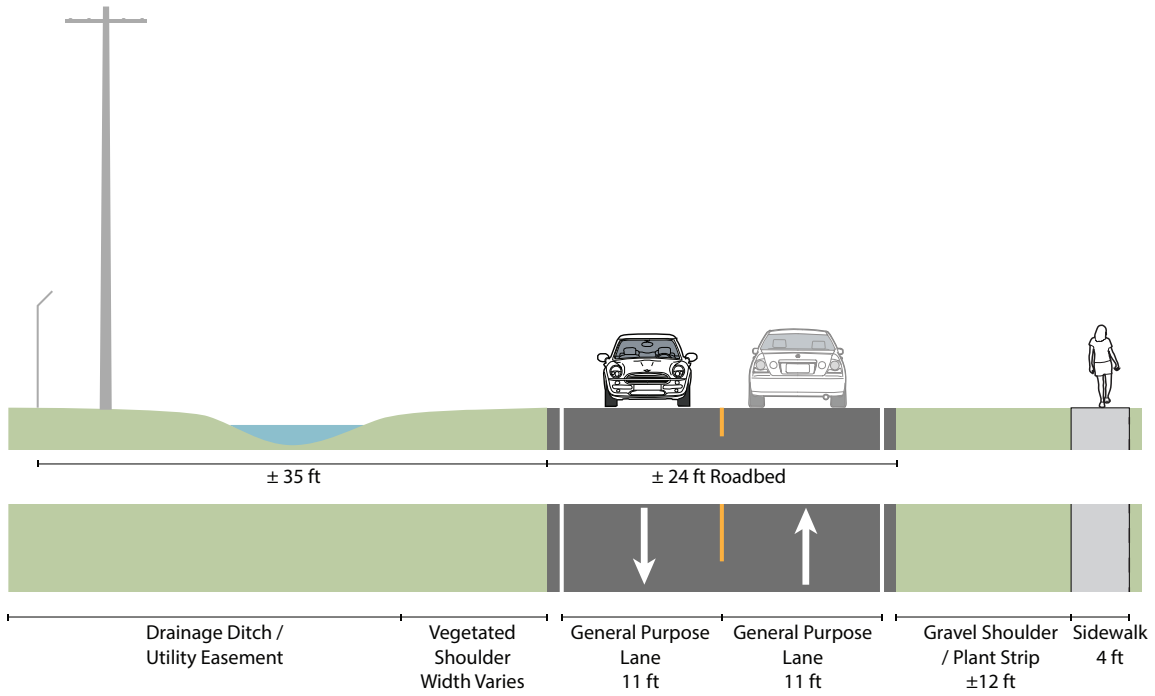 ± 35 ft
± 24 ft Roadbed
Drainage Ditch /
Utility Easement
Vegetated
Shoulder
Width Varies
General Purpose
Lane
11 ft
General Purpose
Lane
11 ft
Gravel Shoulder
/ Plant Strip
±12 ft
Sidewalk
4 ft